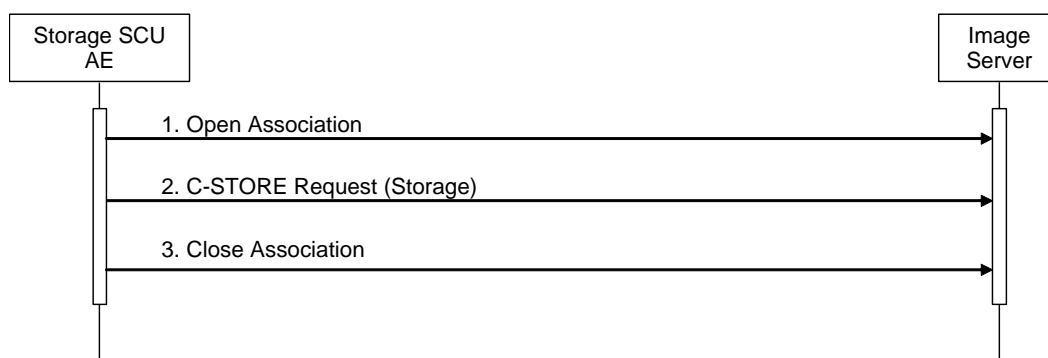 Storage SCU
AE
Image
Server
1. Open Association
2. C-STORE Request (Storage)
3. Close Association